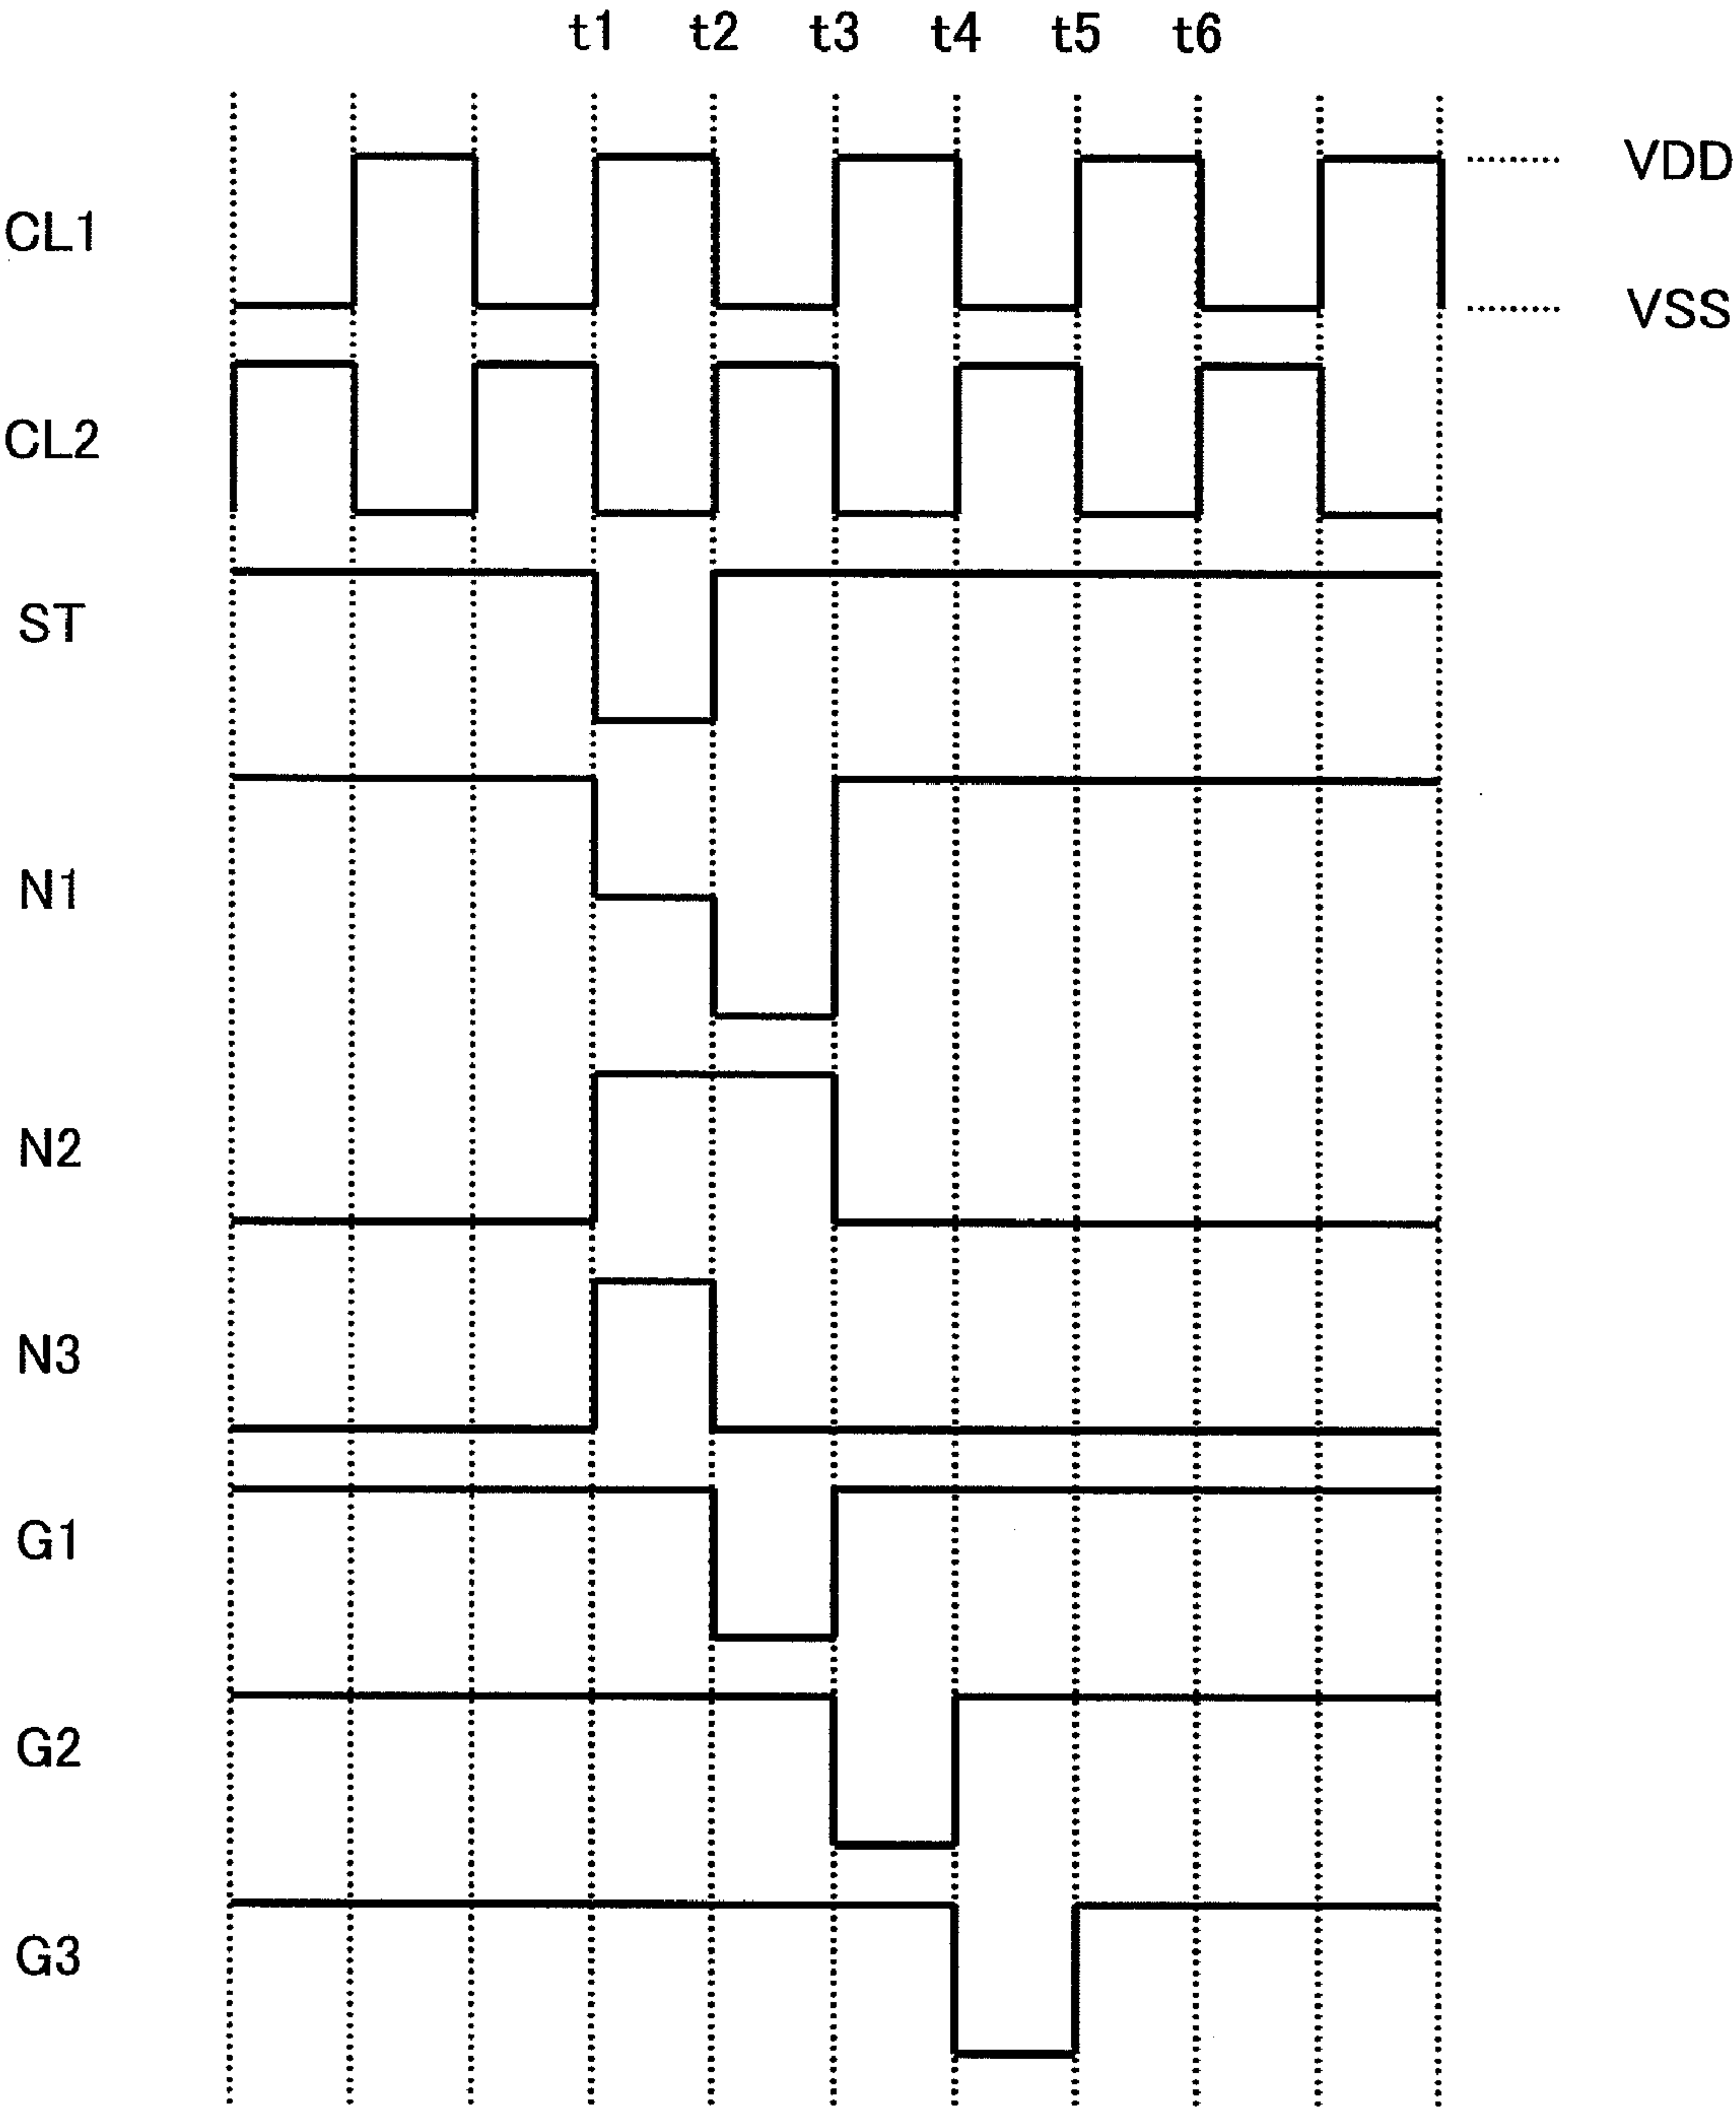 t1 t2 t3 t4 t5 t6
VDD
CL1
VSS
CL2
ST
N1
N2
N3
G1
G2
G3